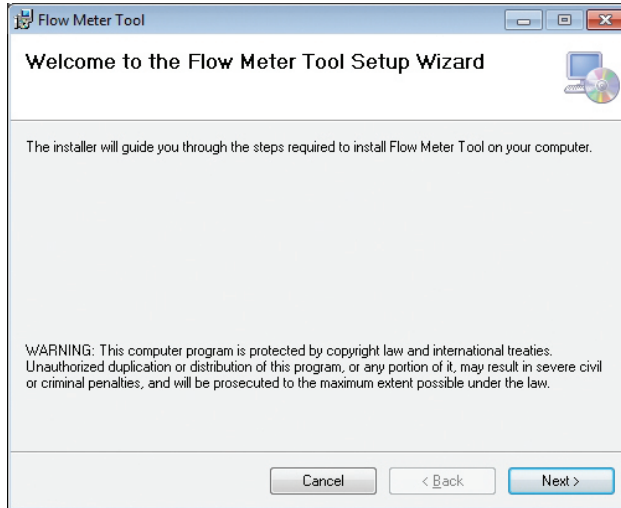 Flow Meter Tool
Welcome to the Flow Meter Tool Setup Wizard
The installer will guide you through the steps required to install Flow Meter Tool on your computer.
WARNING: This computer program is protected by copyright law and international treaties.
Unauthorized duplication or distribution of this program, or any portion of it, may result in severe civil
or criminal penalties, and will be prosecuted to the maximum extent possible under the law.
Cancel
< Back
Next >